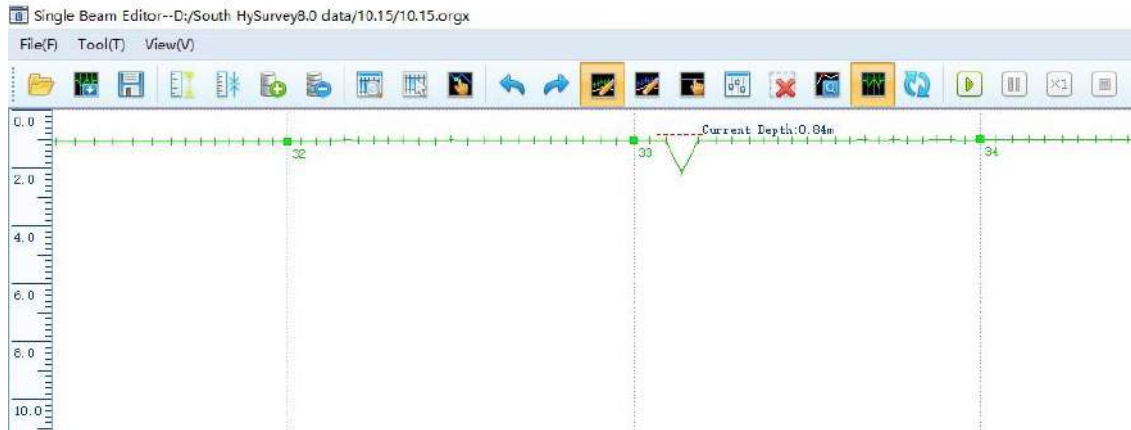 Single Beam Editor--D:/South HySurvey8.0 data/10.15/10.15.orgx
File(F) Tool(T) View(V)
×1
0.0
Current Depth:0.84m
32 33 34
2.0
4.0
6.0
8.0
10.0